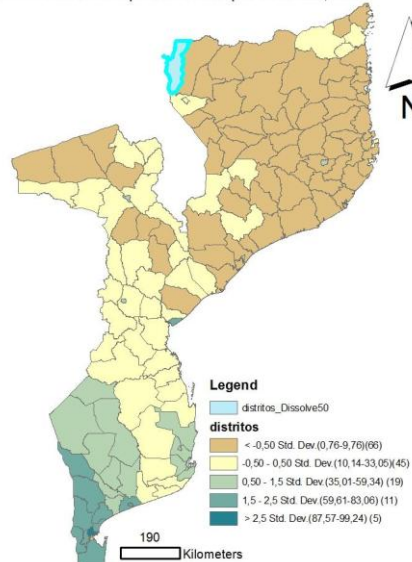 N
Legend
distritos_Dissolve50
distritos
< -0,50 Std. Dev.(0,76-9,76)(66)
-0,50 - 0,50 Std. Dev.(10,14-33,05)(45)
0,50 - 1,5 Std. Dev.(35,01-59,34) (19)
1,5 - 2,5 Std. Dev.(59,61-83,06) (11)
> 2,5 Std. Dev.(87,57-99,24) (5)
190
Kilometers